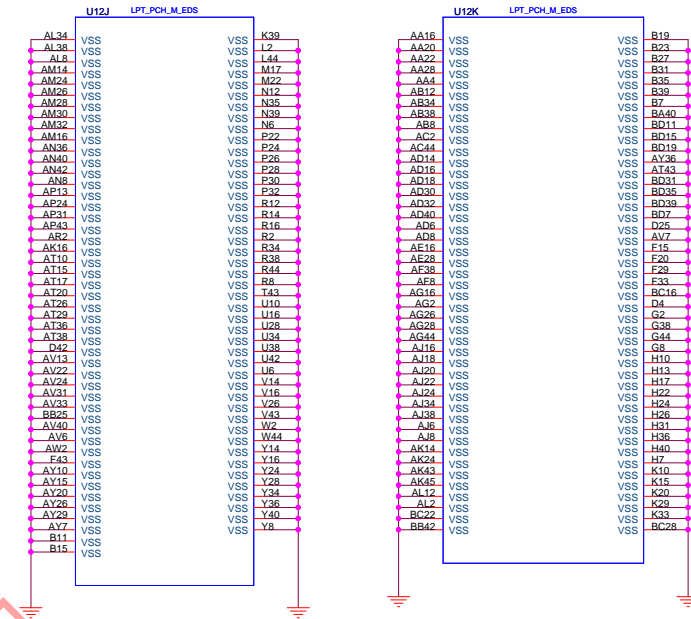 U12J LPT_PCH_M_EDS
AL34 VSS VSS K39
AL38 VSS VSS L2
AL8 VSS VSS L44
AM14 VSS VSS M17
AM24 VSS VSS M22
AM26 VSS VSS N12
AM28 VSS VSS N35
AM30 VSS VSS N39
AM32 VSS VSS N6
AM16 VSS VSS P22
AN36 VSS VSS P24
AN40 VSS VSS P26
AN42 VSS VSS P28
AN8 VSS VSS P30
AP13 VSS VSS P32
AP24 VSS VSS R12
AP31 VSS VSS R14
AP43 VSS VSS R16
AR2 VSS VSS R2
AK16 VSS VSS R34
AT10 VSS VSS R38
AT15 VSS VSS R44
AT17 VSS VSS R8
AT20 VSS VSS T43
AT26 VSS VSS U10
AT29 VSS VSS U16
AT36 VSS VSS U28
AT38 VSS VSS U34
D42 VSS VSS U38
AV13 VSS VSS U42
AV22 VSS VSS U6
AV24 VSS VSS V14
AV31 VSS VSS V16
AV33 VSS VSS V26
BB25 VSS VSS V43
AV40 VSS VSS W2
AV6 VSS VSS W44
AW2 VSS VSS Y14
F43 VSS VSS Y16
AY10 VSS VSS Y24
AY15 VSS VSS Y28
AY20 VSS VSS Y34
AY26 VSS VSS Y36
AY29 VSS VSS Y40
AY7 VSS VSS Y8
B11 VSS
B15 VSS
U12K LPT_PCH_M_EDS
AA16 VSS VSS B19
AA20 VSS VSS B23
AA22 VSS VSS B27
AA28 VSS VSS B31
AA4 VSS VSS B35
AB12 VSS VSS B39
AB34 VSS VSS B7
AB38 VSS VSS BA40
AB8 VSS VSS BD11
AC2 VSS VSS BD15
AC44 VSS VSS BD19
AD14 VSS VSS AY36
AD16 VSS VSS AT43
AD18 VSS VSS BD31
AD30 VSS VSS BD35
AD32 VSS VSS BD39
AD40 VSS VSS BD7
AD6 VSS VSS D25
AD8 VSS VSS AV7
AE16 VSS VSS F15
AE28 VSS VSS F20
AF38 VSS VSS F29
AF8 VSS VSS F33
AG16 VSS VSS BC16
AG2 VSS VSS D4
AG26 VSS VSS G2
AG28 VSS VSS G38
AG44 VSS VSS G44
AJ16 VSS VSS G8
AJ18 VSS VSS H10
AJ20 VSS VSS H13
AJ22 VSS VSS H17
AJ24 VSS VSS H22
AJ34 VSS VSS H24
AJ38 VSS VSS H26
AJ6 VSS VSS H31
AJ8 VSS VSS H36
AK14 VSS VSS H40
AK24 VSS VSS H7
AK43 VSS VSS K10
AK45 VSS VSS K15
AL12 VSS VSS K20
AL2 VSS VSS K29
BC22 VSS VSS K33
BB42 VSS VSS BC28